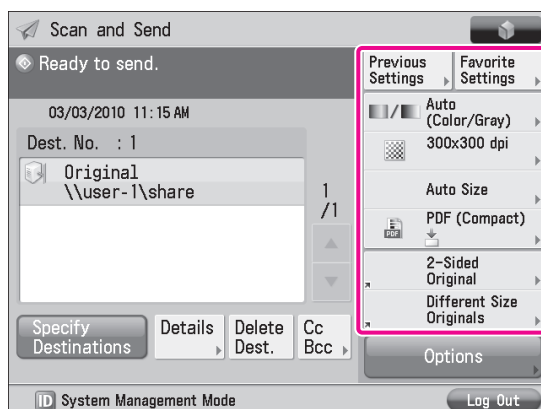 Scan and Send
Ready to send.
03/03/2010 11:15 AM
Dest. No. : 1
Original
\\user-1\share
1
/1
Specify
Destinations
Details
Delete
Dest.
Cc
Bcc
Previous
Settings
Favorite
Settings
Auto
(Color/Gray)
300x300 dpi
Auto Size
PDF
PDF (Compact)
2-Sided
Original
Different Size
Originals
Options
ID System Management Mode
Log Out